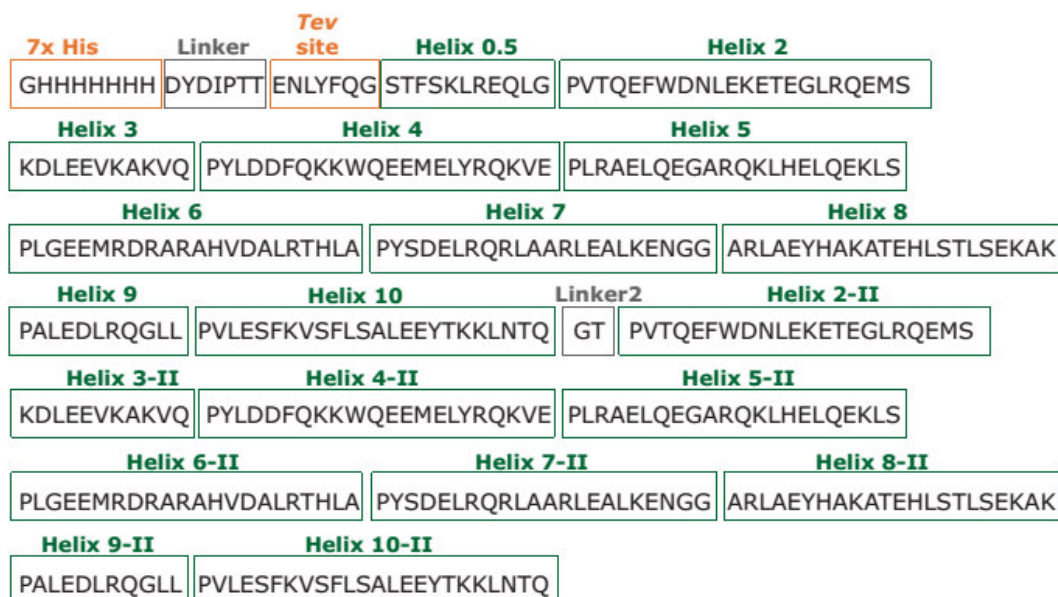 7x His Linker Tev site Helix 0.5 Helix 2
GHHHHHHH DYDIPTT ENLYFQG STFSKLREQLG PVTQEFWDNLEKETEGLRQEMS
Helix 3 Helix 4 Helix 5
KDLEEVKAKVQ PYLDDFQKKWQEEMELYRQKVE PLRAELQEGARQKLHELQEKLS
Helix 6 Helix 7 Helix 8
PLGEEMRDRARAHVDALRTHLA PYSDELRQRLAARLEALKENGG ARLAEYHAKATEHLSTLSEKAK
Helix 9 Helix 10 Linker2 Helix 2-II
PALEDLRQGLL PVLESFKVSFLSALEEYTKKLNTQ GT PVTQEFWDNLEKETEGLRQEMS
Helix 3-II Helix 4-II Helix 5-II
KDLEEVKAKVQ PYLDDFQKKWQEEMELYRQKVE PLRAELQEGARQKLHELQEKLS
Helix 6-II Helix 7-II Helix 8-II
PLGEEMRDRARAHVDALRTHLA PYSDELRQRLAARLEALKENGG ARLAEYHAKATEHLSTLSEKAK
Helix 9-II Helix 10-II
PALEDLRQGLL PVLESFKVSFLSALEEYTKKLNTQ